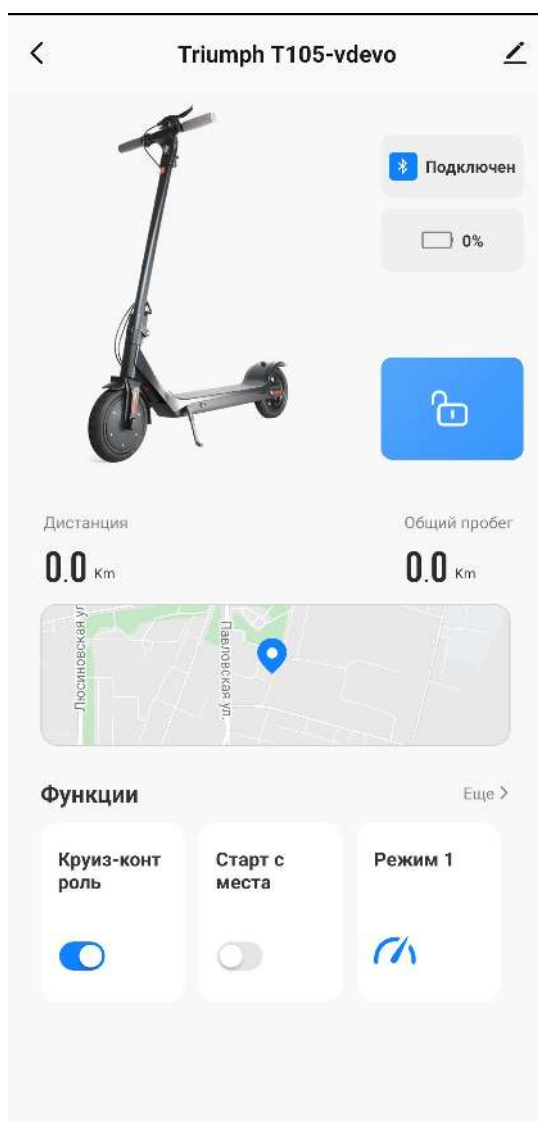 Triumph T105-vdevo
Подключен
0%
Дистанция
Общий пробег
0.0 Km
0.0 Km
Люсиновская ул
Павловская ул.
Функции
Еще >
Круиз-конт
роль
Старт с
места
Режим 1